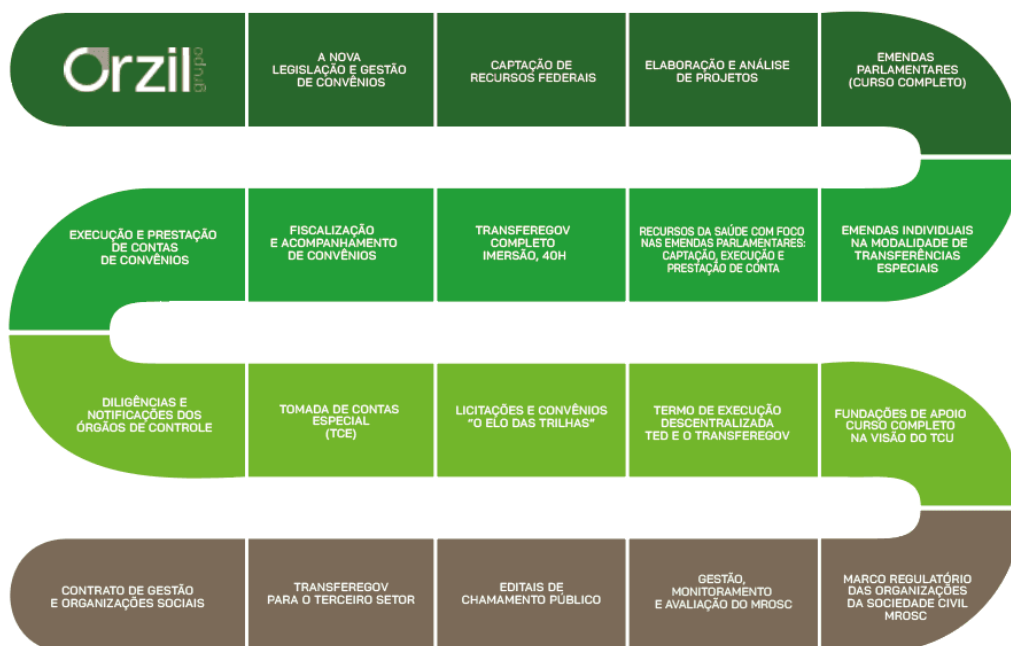 Orzil
grupo
A NOVA
LEGISLAÇÃO E GESTÃO
DE CONVÊNIOS
CAPTAÇÃO DE
RECURSOS FEDERAIS
ELABORAÇÃO E ANÁLISE
DE PROJETOS
EMENDAS
PARLAMENTARES
(CURSO COMPLETO)
EXECUÇÃO E PRESTAÇÃO
DE CONTAS
DE CONVÊNIOS
FISCALIZAÇÃO
E ACOMPANHAMENTO
DE CONVÊNIOS
TRANSFEREGOV
COMPLETO
IMERSÃO, 40H
RECURSOS DA SAÚDE COM FOCO
NAS EMENDAS PARLAMENTARES:
CAPTAÇÃO, EXECUÇÃO E
PRESTAÇÃO DE CONTA
EMENDAS INDIVIDUAIS
NA MODALIDADE DE
TRANSFERÊNCIAS
ESPECIAIS
DILIGÊNCIAS E
NOTIFICAÇÕES DOS
ÓRGÃOS DE CONTROLE
TOMADA DE CONTAS
ESPECIAL
(TCE)
LICITAÇÕES E CONVÊNIOS
"O ELO DAS TRILHAS"
TERMO DE EXECUÇÃO
DESCENTRALIZADA
TED E O TRANSFEREGOV
FUNDAÇÕES DE APOIO
CURSO COMPLETO
NA VISÃO DO TCU
CONTRATO DE GESTÃO
E ORGANIZAÇÕES SOCIAIS
TRANSFEREGOV
PARA O TERCEIRO SETOR
EDITAIS DE
CHAMAMENTO PÚBLICO
GESTÃO,
MONITORAMENTO
E AVALIAÇÃO DO MROSC
MARCO REGULATÓRIO
DAS ORGANIZAÇÕES
DA SOCIEDADE CIVIL
MROSC